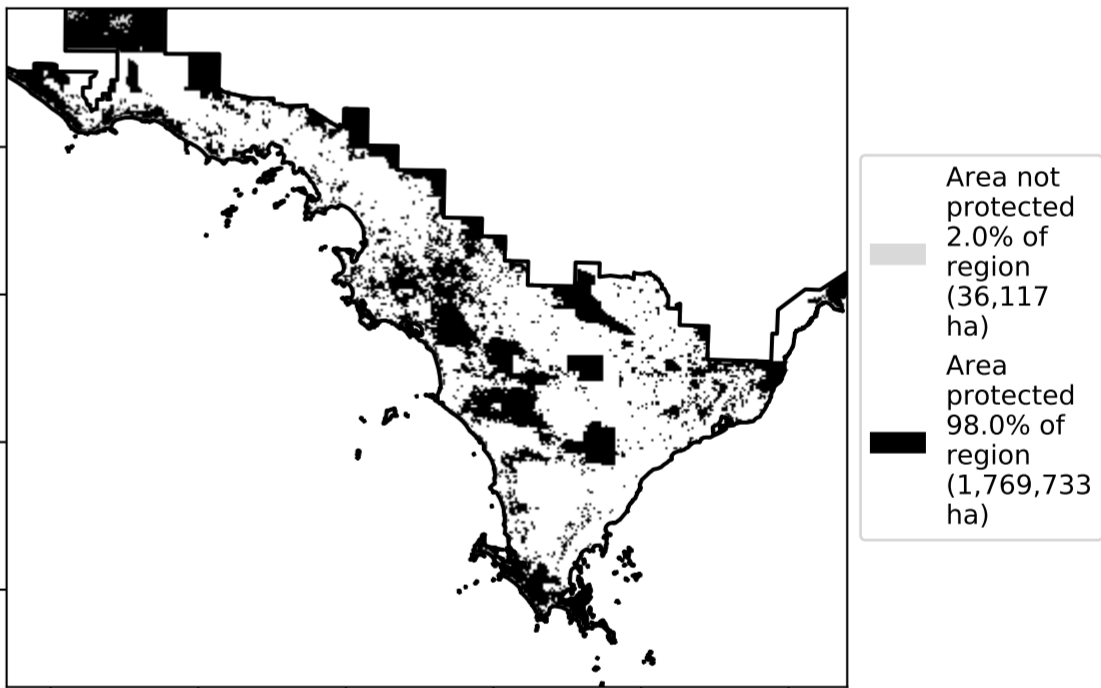 Area not
protected
2.0% of
region
(36,117
ha)
Area
protected
98.0% of
region
(1,769,733
ha)